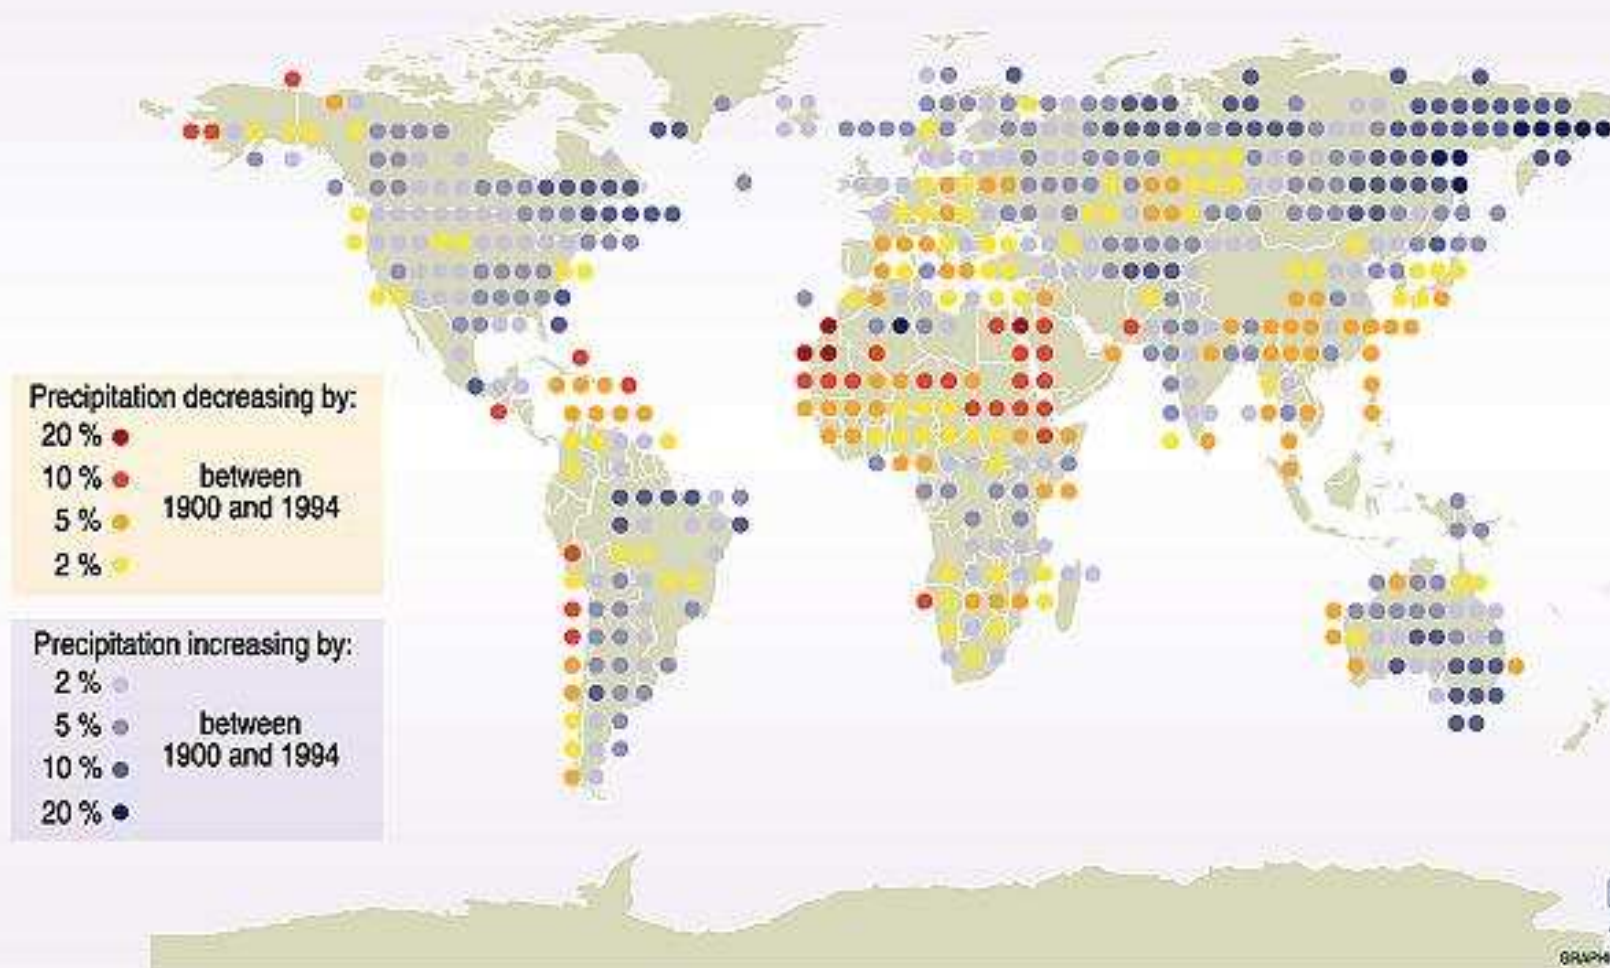 Precipitation decreasing by:
20 %
10 %
5 %
2 %
between
1900 and 1994
Precipitation increasing by:
2 %
5 %
10 %
20 %
between
1900 and 1994